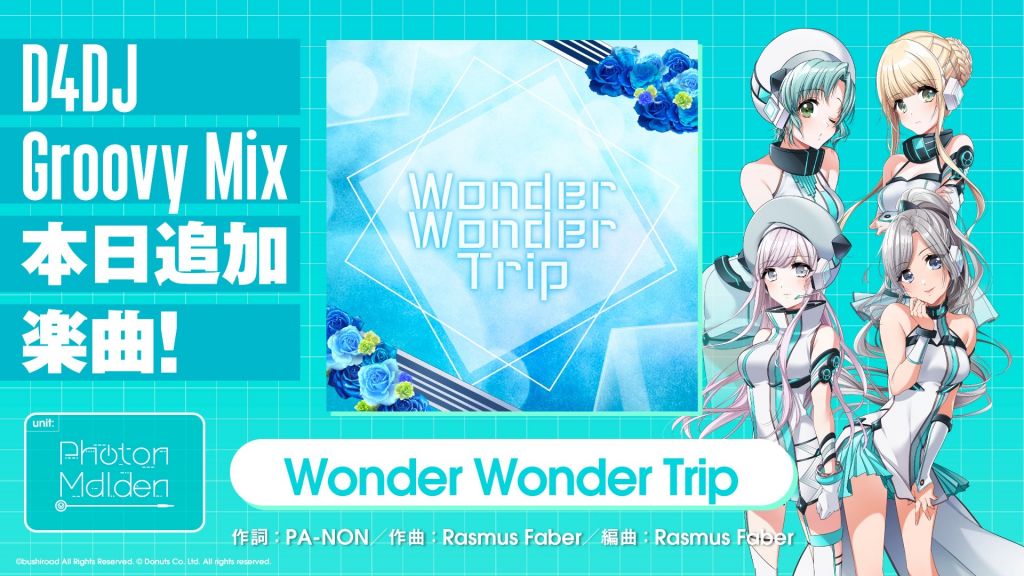 D4DJ
Groovy Mix
本日追加
楽曲!
Wonder
Wonder
Trip
unit:
Photon
Maiden
Wonder Wonder Trip
作詞：PA-NON／作曲：Rasmus Faber／編曲：Rasmus Faber
©bushiroad All Rights Reserved. © Donuts Co. Ltd. All rights reserved.